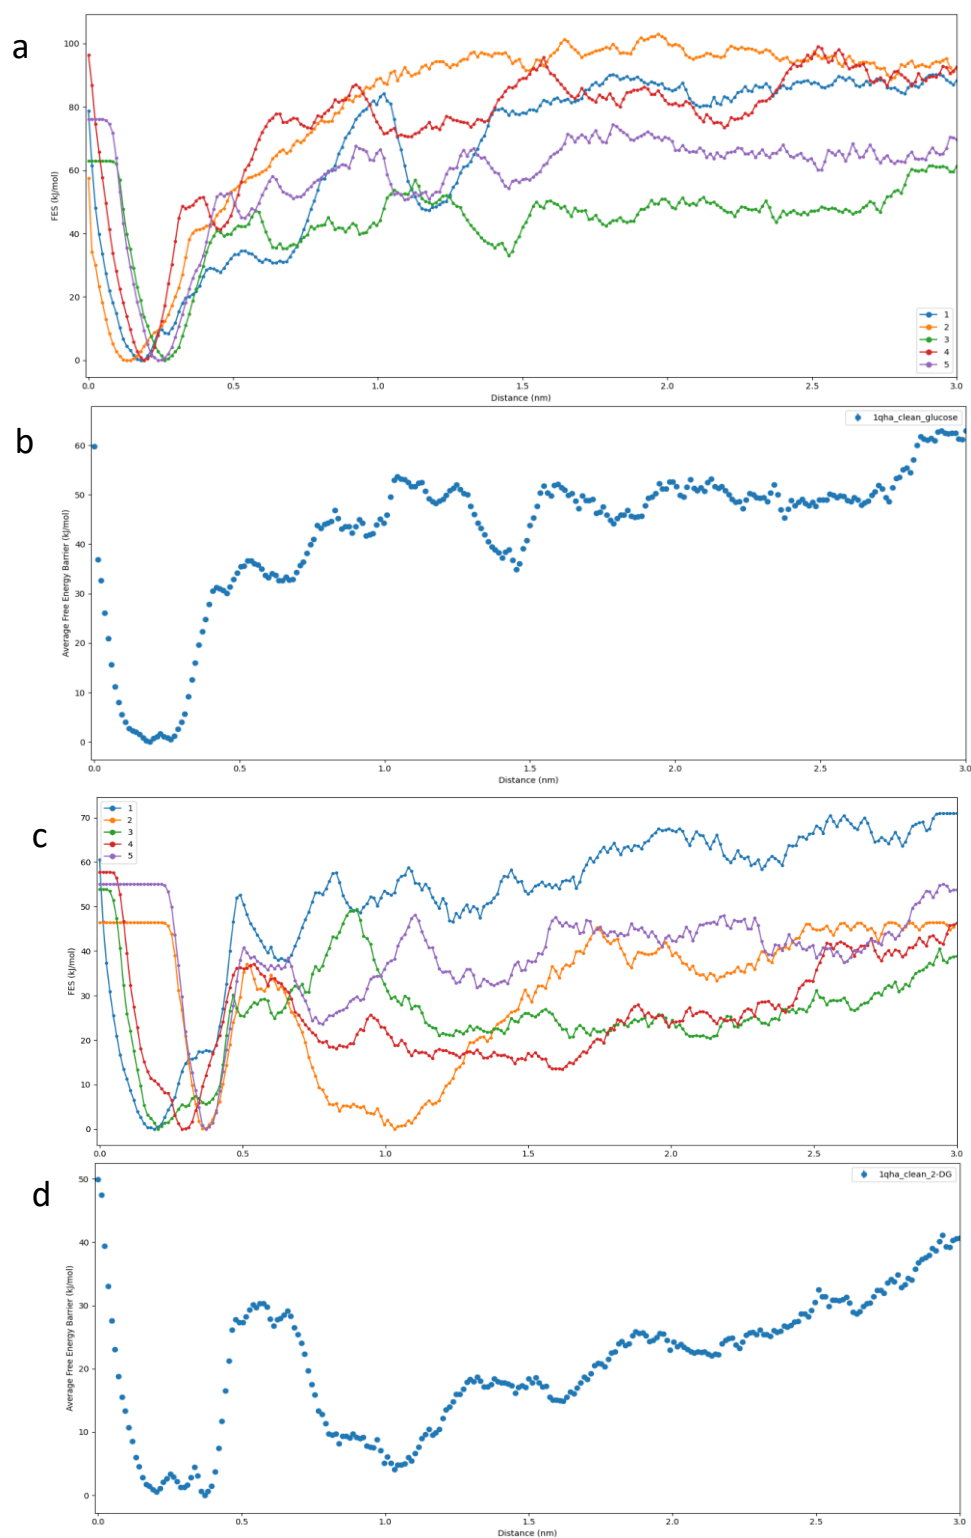 a
100
80
60
40
20
0
FES (kJ/mol)
1
2
3
4
5
0.0 0.5 1.0 1.5 2.0 2.5 3.0
Distance (nm)
b
1qha_clean_glucose
60
50
40
30
20
10
0
Average Free Energy Barrier (kJ/mol)
0.0 0.5 1.0 1.5 2.0 2.5 3.0
Distance (nm)
c
1
2
3
4
5
70
60
50
40
30
20
10
0
FES (kJ/mol)
0.0 0.5 1.0 1.5 2.0 2.5 3.0
d
1qha_clean_2-DG
50
40
30
20
10
0
Average Free Energy Barrier (kJ/mol)
0.0 0.5 1.0 1.5 2.0 2.5 3.0
Distance (nm)